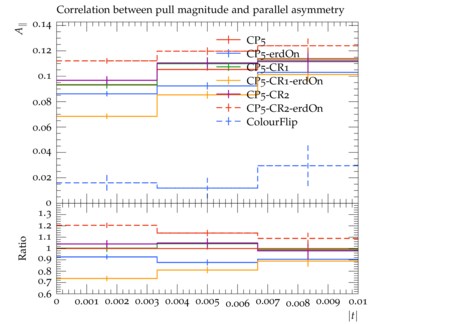 Correlation between pull magnitude and parallel asymmetry
A∥
0.14
0.12
0.1
0.08
0.06
0.04
0.02
0
CP5
CP5-erdOn
CP5-CR1
CP5-CR1-erdOn
CP5-CR2
CP5-CR2-erdOn
ColourFlip
Ratio
1.3
1.2
1.1
1
0.9
0.8
0.7
0.6
0 0.001 0.002 0.003 0.004 0.005 0.006 0.007 0.008 0.009 0.01
|t|